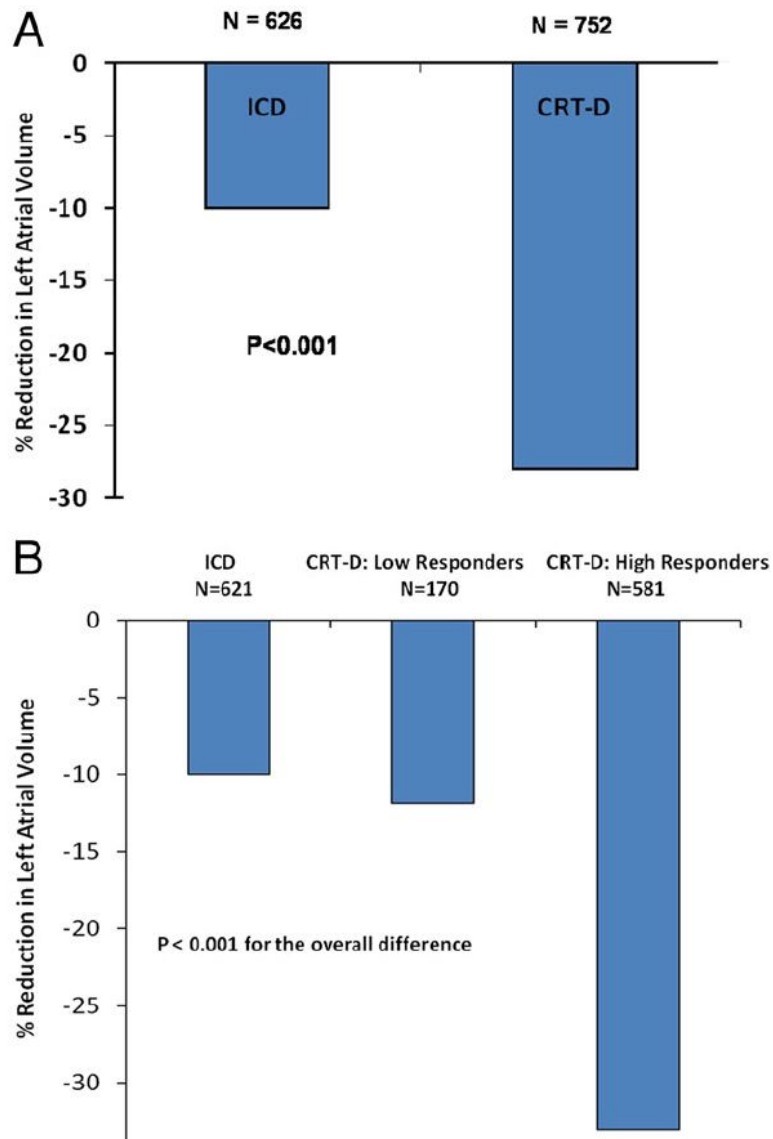 A
N = 626
N = 752
0
-5
-10
-15
-20
-25
-30
% Reduction in Left Atrial Volume
ICD
CRT-D
P<0.001
B
ICD
N=621
CRT-D: Low Responders
N=170
CRT-D: High Responders
N=581
0
-5
-10
-15
-20
-25
-30
% Reduction in Left Atrial Volume
P < 0.001 for the overall difference